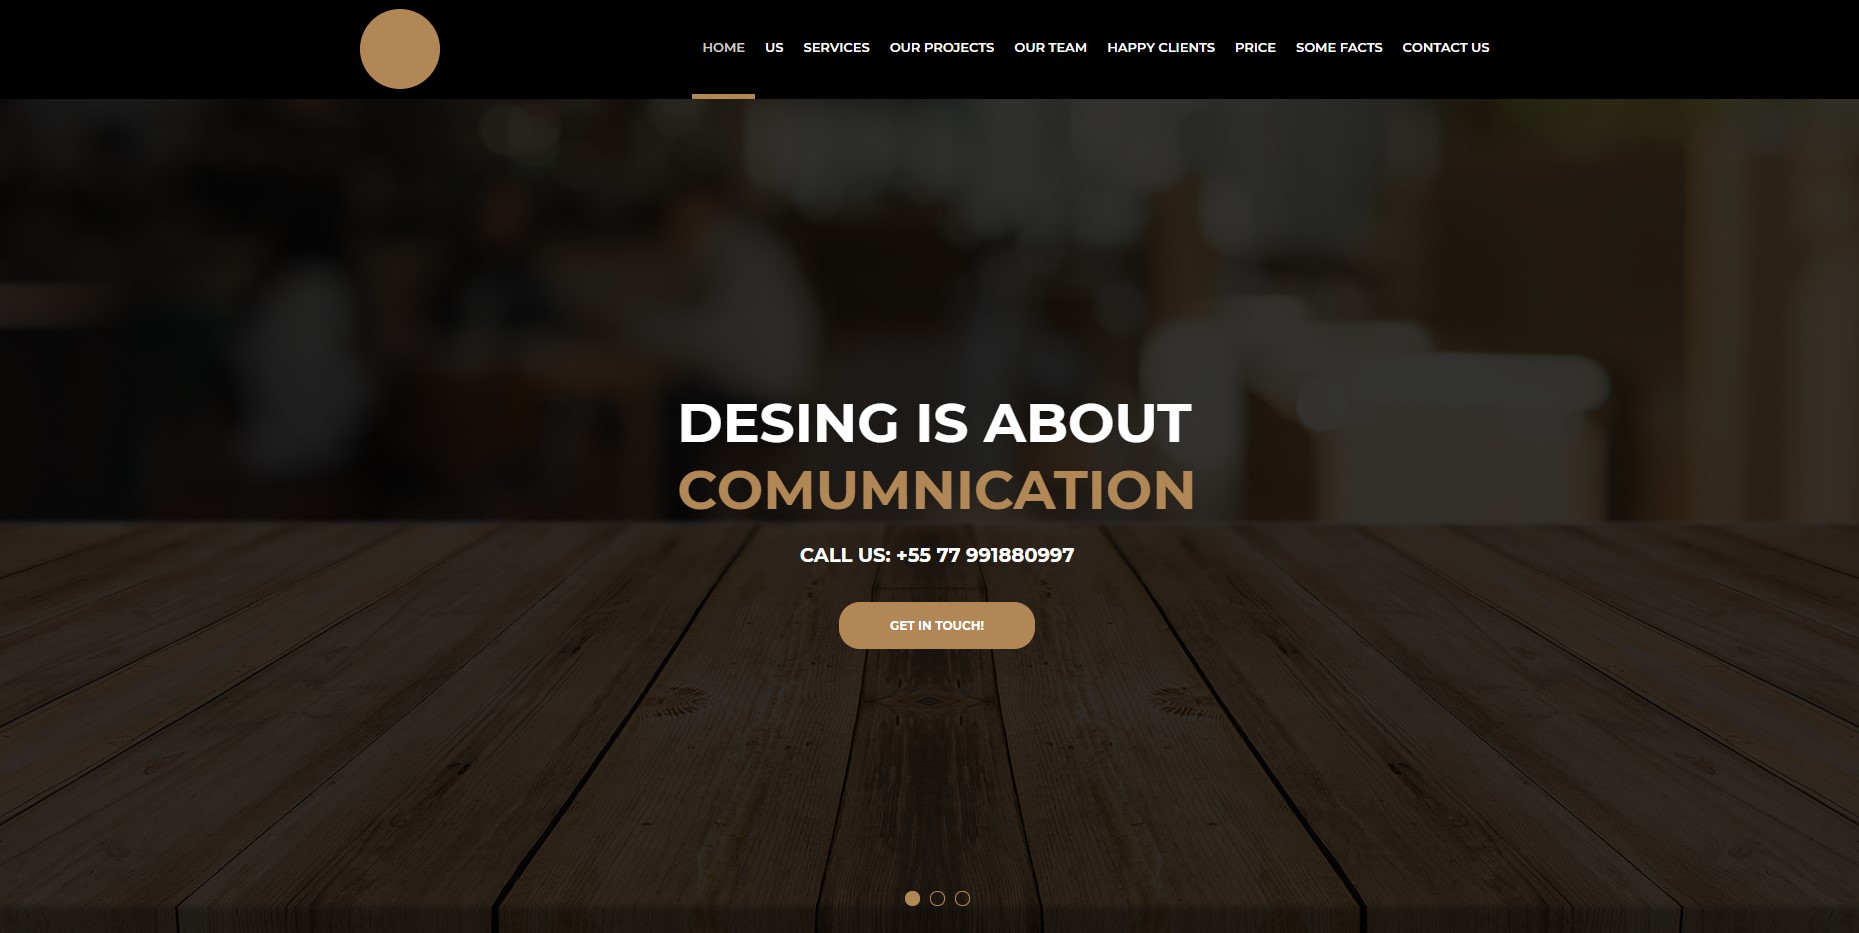 HOME US SERVICES OUR PROJECTS OUR TEAM HAPPY CLIENTS PRICE SOME FACTS CONTACT US
DESING IS ABOUT
COMUMNICATION
CALL US: +55 77 991880997
GET IN TOUCH!